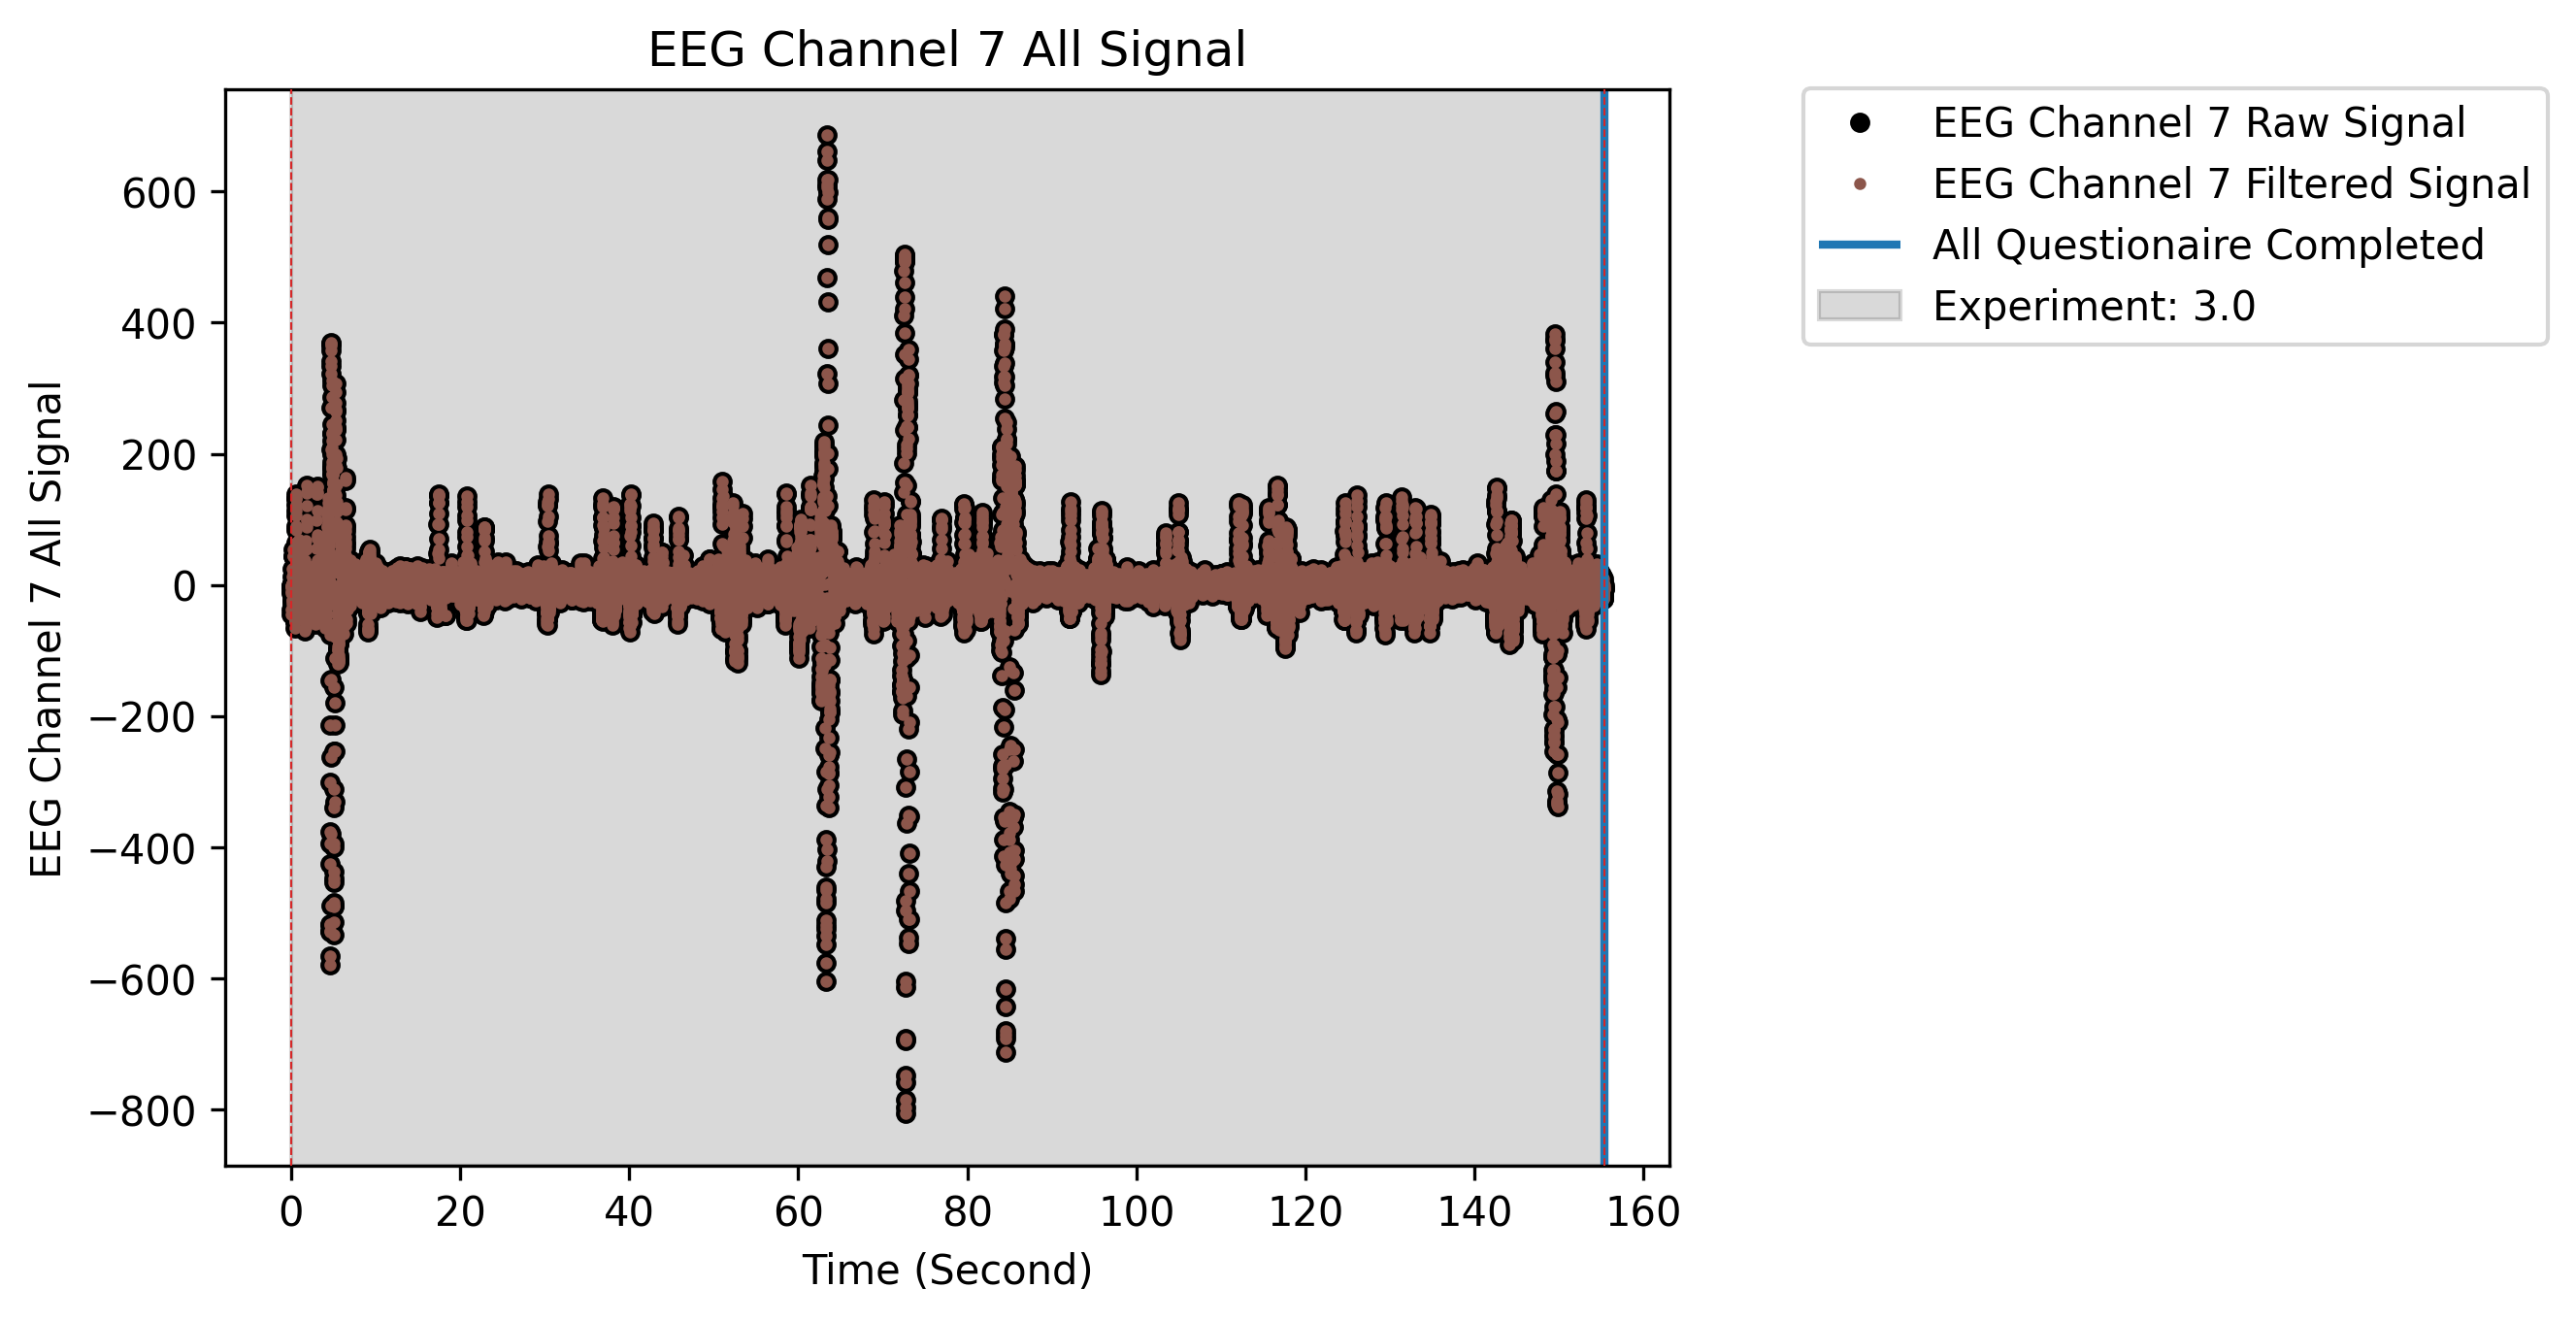 EEG Channel 7 All Signal
EEG Channel 7 Raw Signal
EEG Channel 7 Filtered Signal
All Questionaire Completed
Experiment: 3.0
EEG Channel 7 All Signal
600
400
200
0
−200
−400
−600
−800
0 20 40 60 80 100 120 140 160
Time (Second)